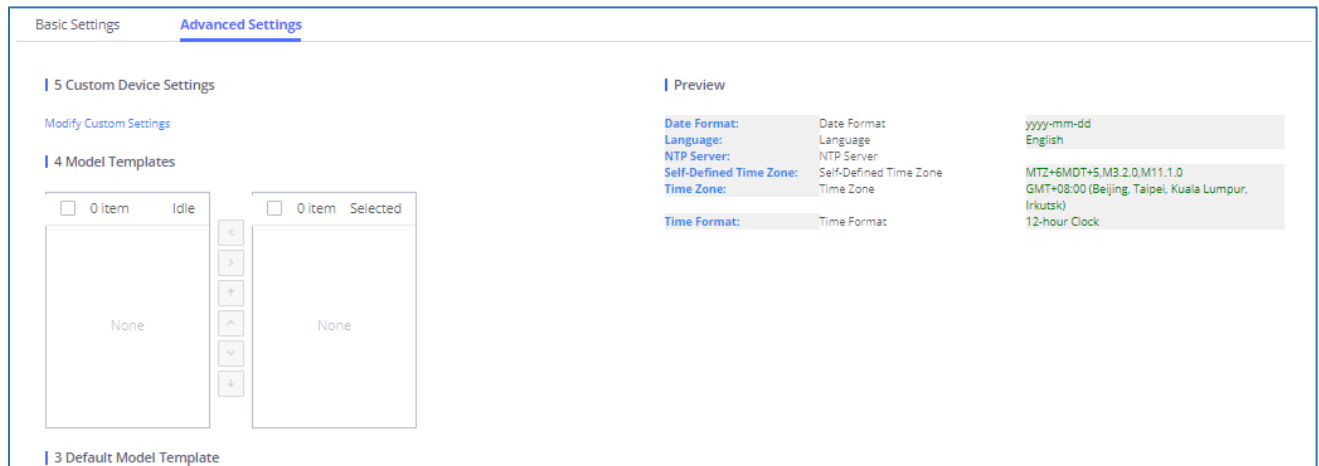 Basic Settings Advanced Settings
5 Custom Device Settings
Modify Custom Settings
4 Model Templates
0 item Idle
None
0 item Selected
None
3 Default Model Template
Preview
Date Format: Date Format yyyy-mm-dd
Language: Language English
NTP Server: NTP Server
Self-Defined Time Zone: Self-Defined Time Zone MTZ+6MDT+5,M3.2.0,M11.1.0
Time Zone: Time Zone GMT+08:00 (Beijing, Taipei, Kuala Lumpur,
Irkutsk)
Time Format: Time Format 12-hour Clock